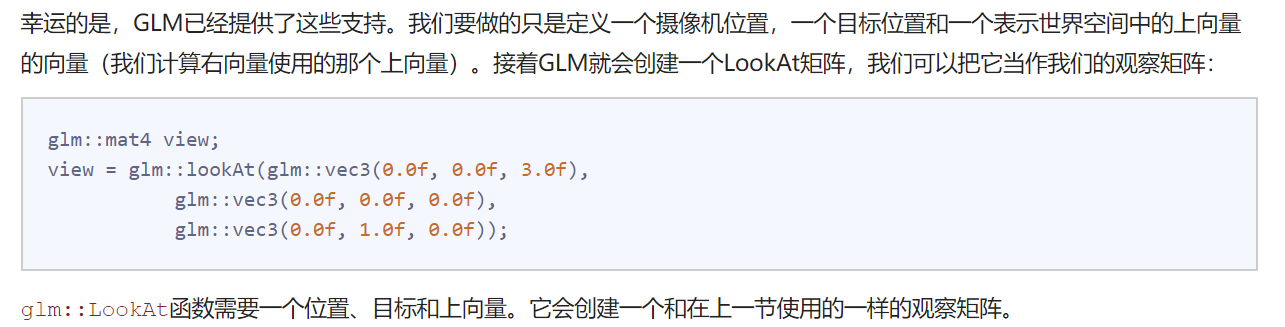 幸运的是，GLM已经提供了这些支持。我们要做的只是定义一个摄像机位置，一个目标位置和一个表示世界空间中的上向量
的向量（我们计算右向量使用的那个上向量）。接着GLM就会创建一个LookAt矩阵，我们可以把它当作我们的观察矩阵：
glm::mat4 view;
view = glm::lookAt(glm::vec3(0.0f, 0.0f, 3.0f),
glm::vec3(0.0f, 0.0f, 0.0f),
glm::vec3(0.0f, 1.0f, 0.0f));
glm::LookAt函数需要一个位置、目标和上向量。它会创建一个和在上一节使用的一样的观察矩阵。